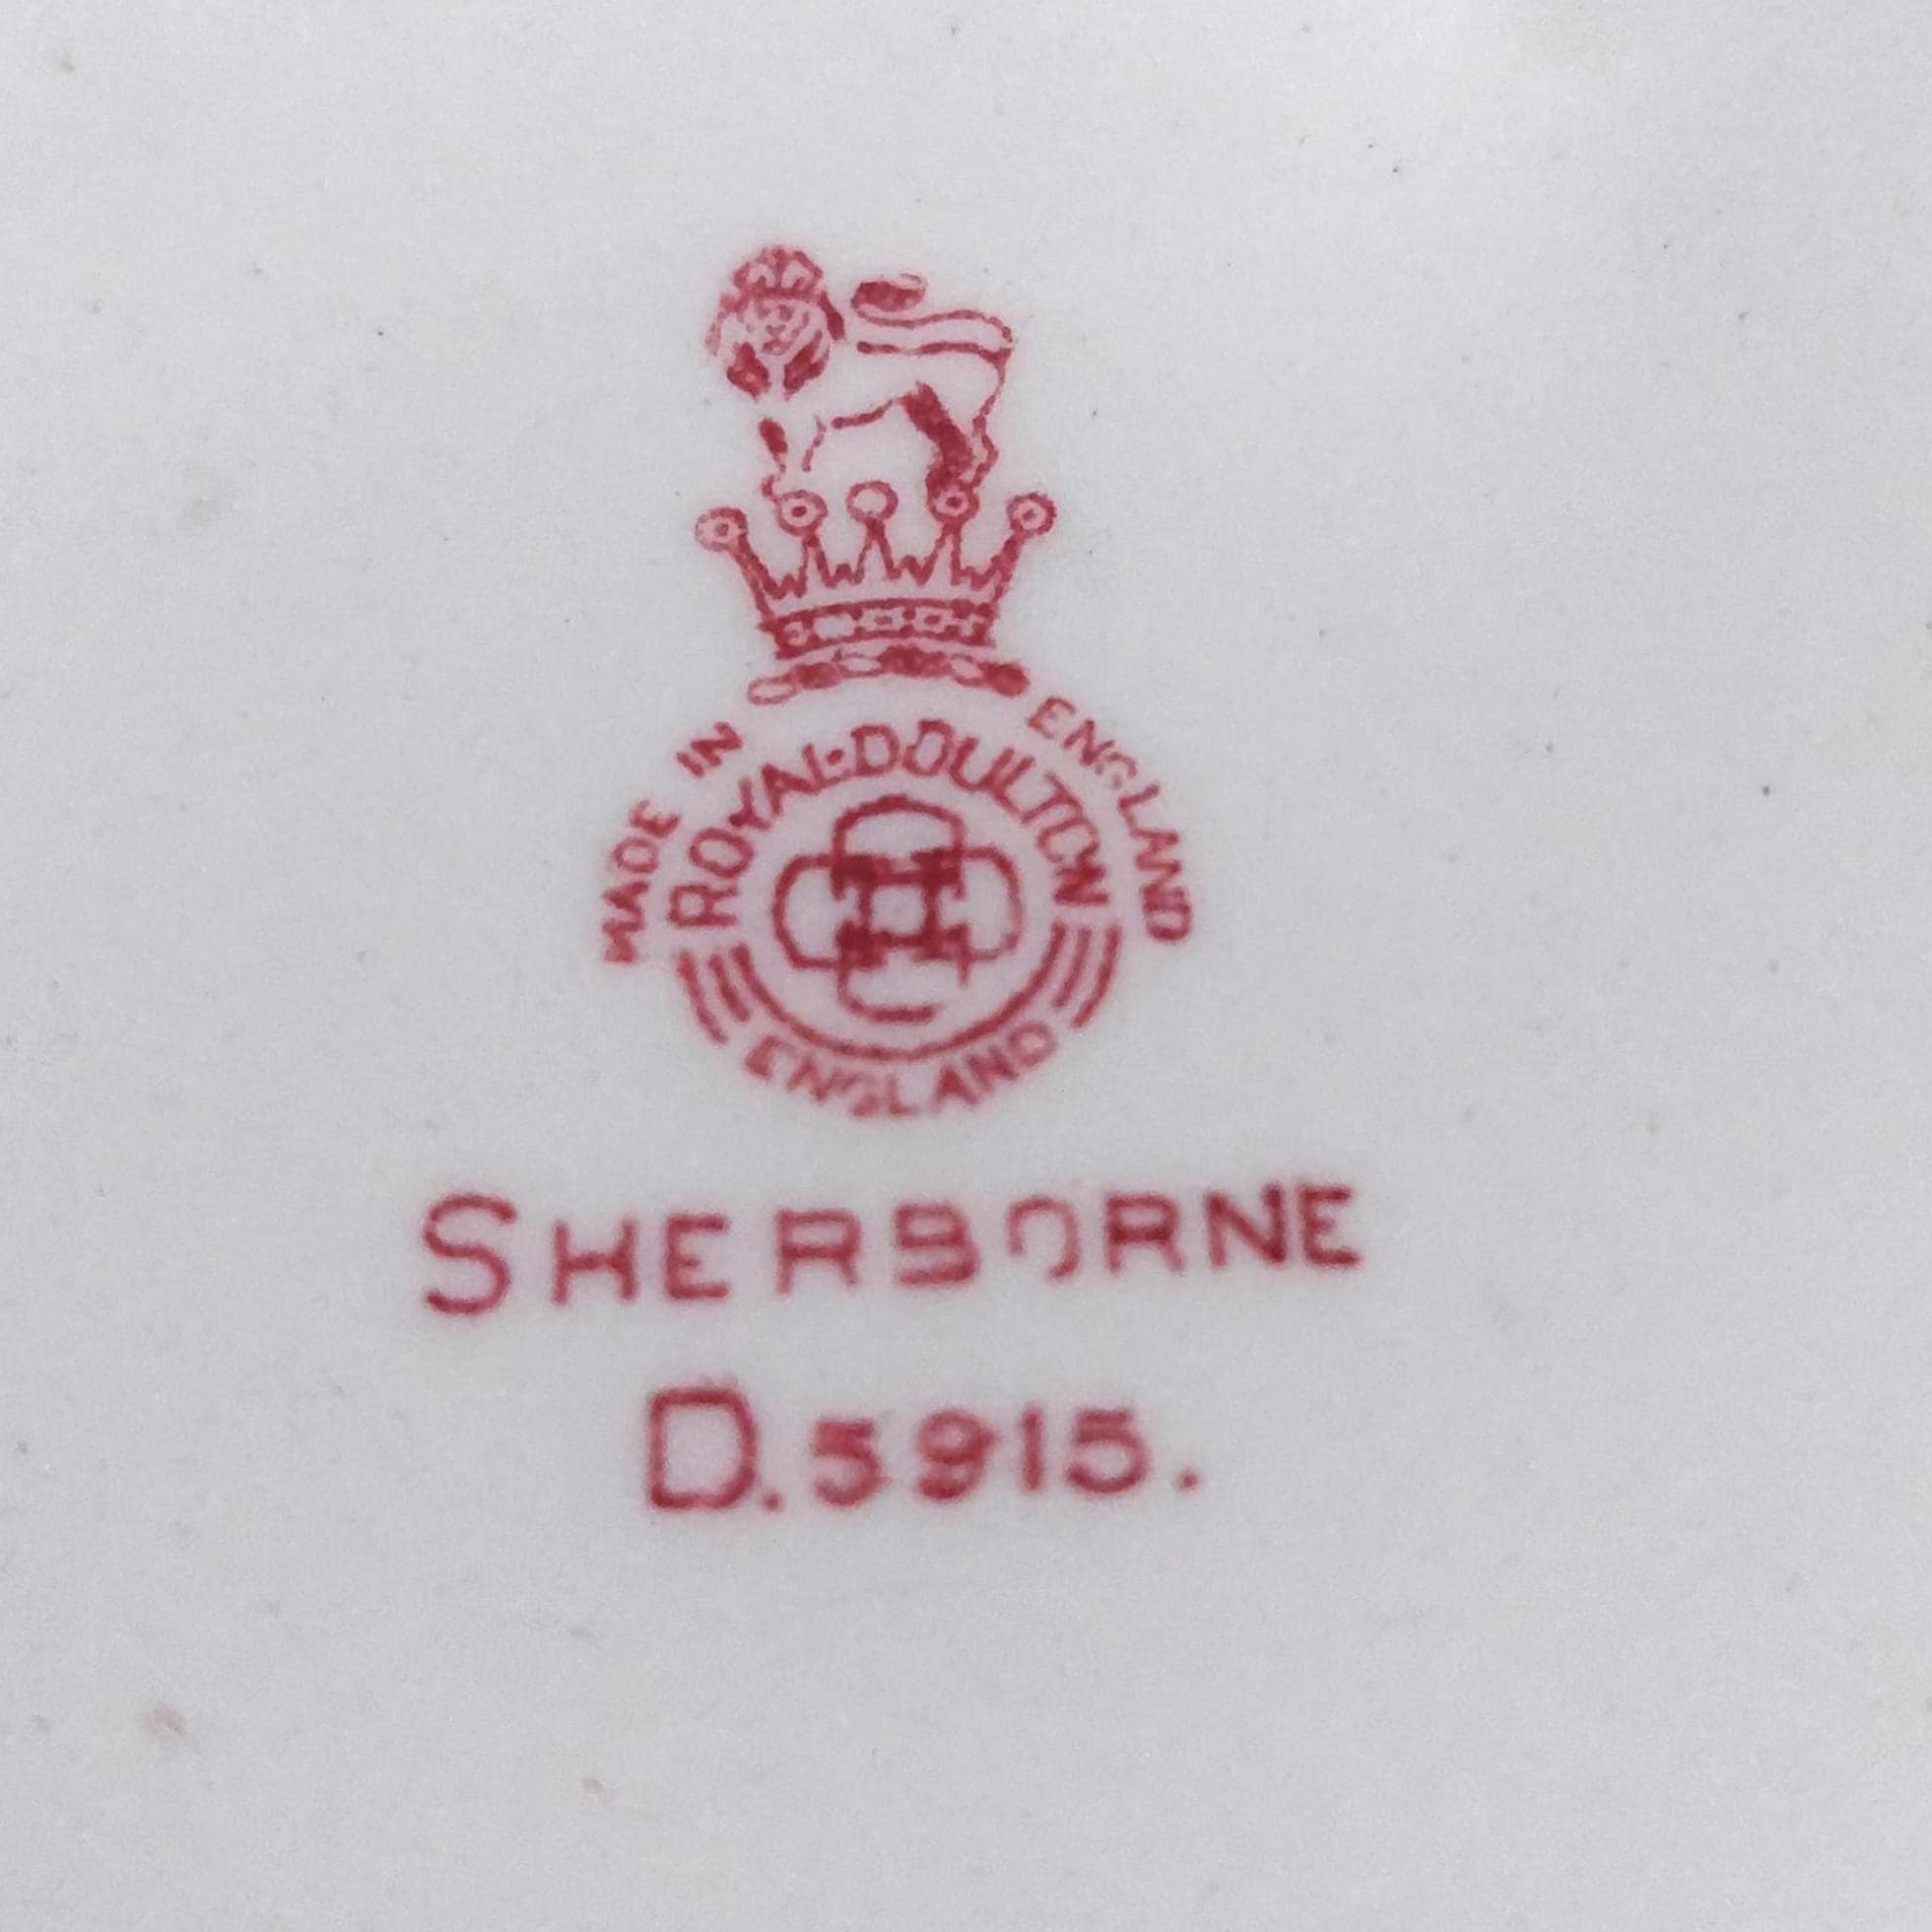 MADE IN ENGLAND
ROYAL·DOULTON
ENGLAND
SHERBORNE
D.5915.